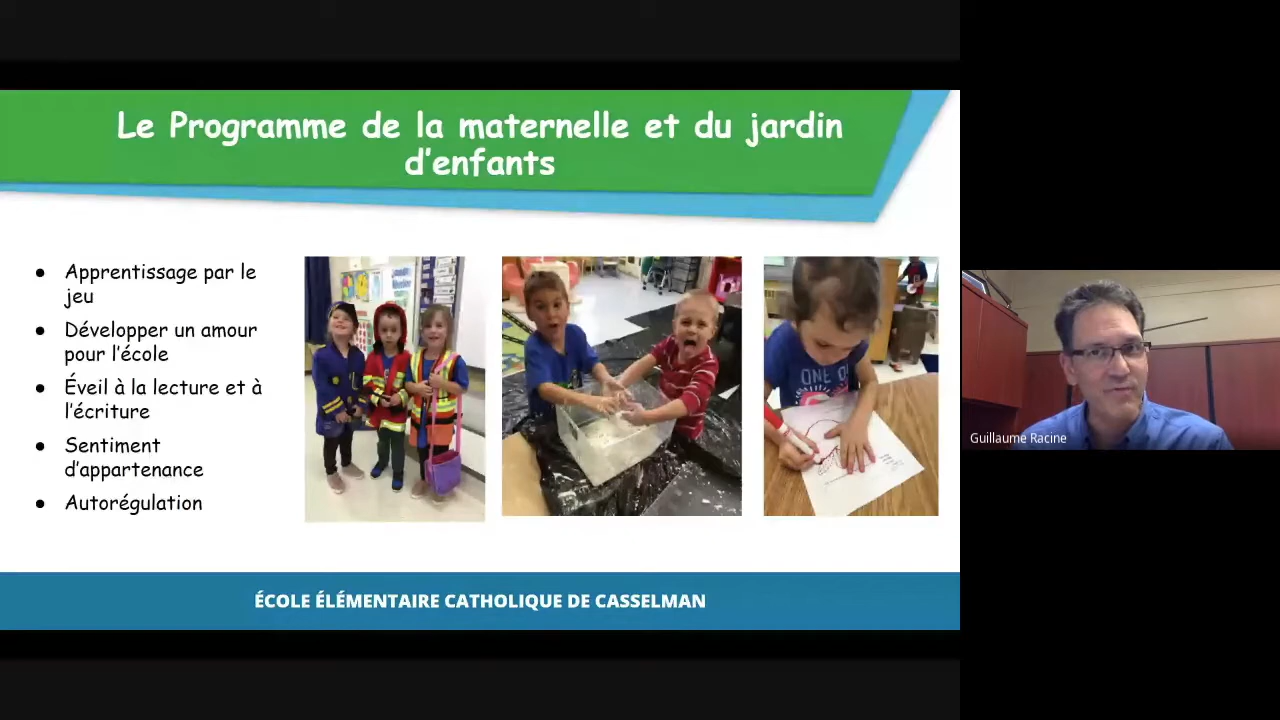 Le Programme de la maternelle et du jardin
d'enfants
● Apprentissage par le
jeu
● Développer un amour
pour l'école
● Éveil à la lecture et à
l'écriture
● Sentiment
d'appartenance
● Autorégulation
ONE O
Guillaume Racine
ÉCOLE ÉLÉMENTAIRE CATHOLIQUE DE CASSELMAN